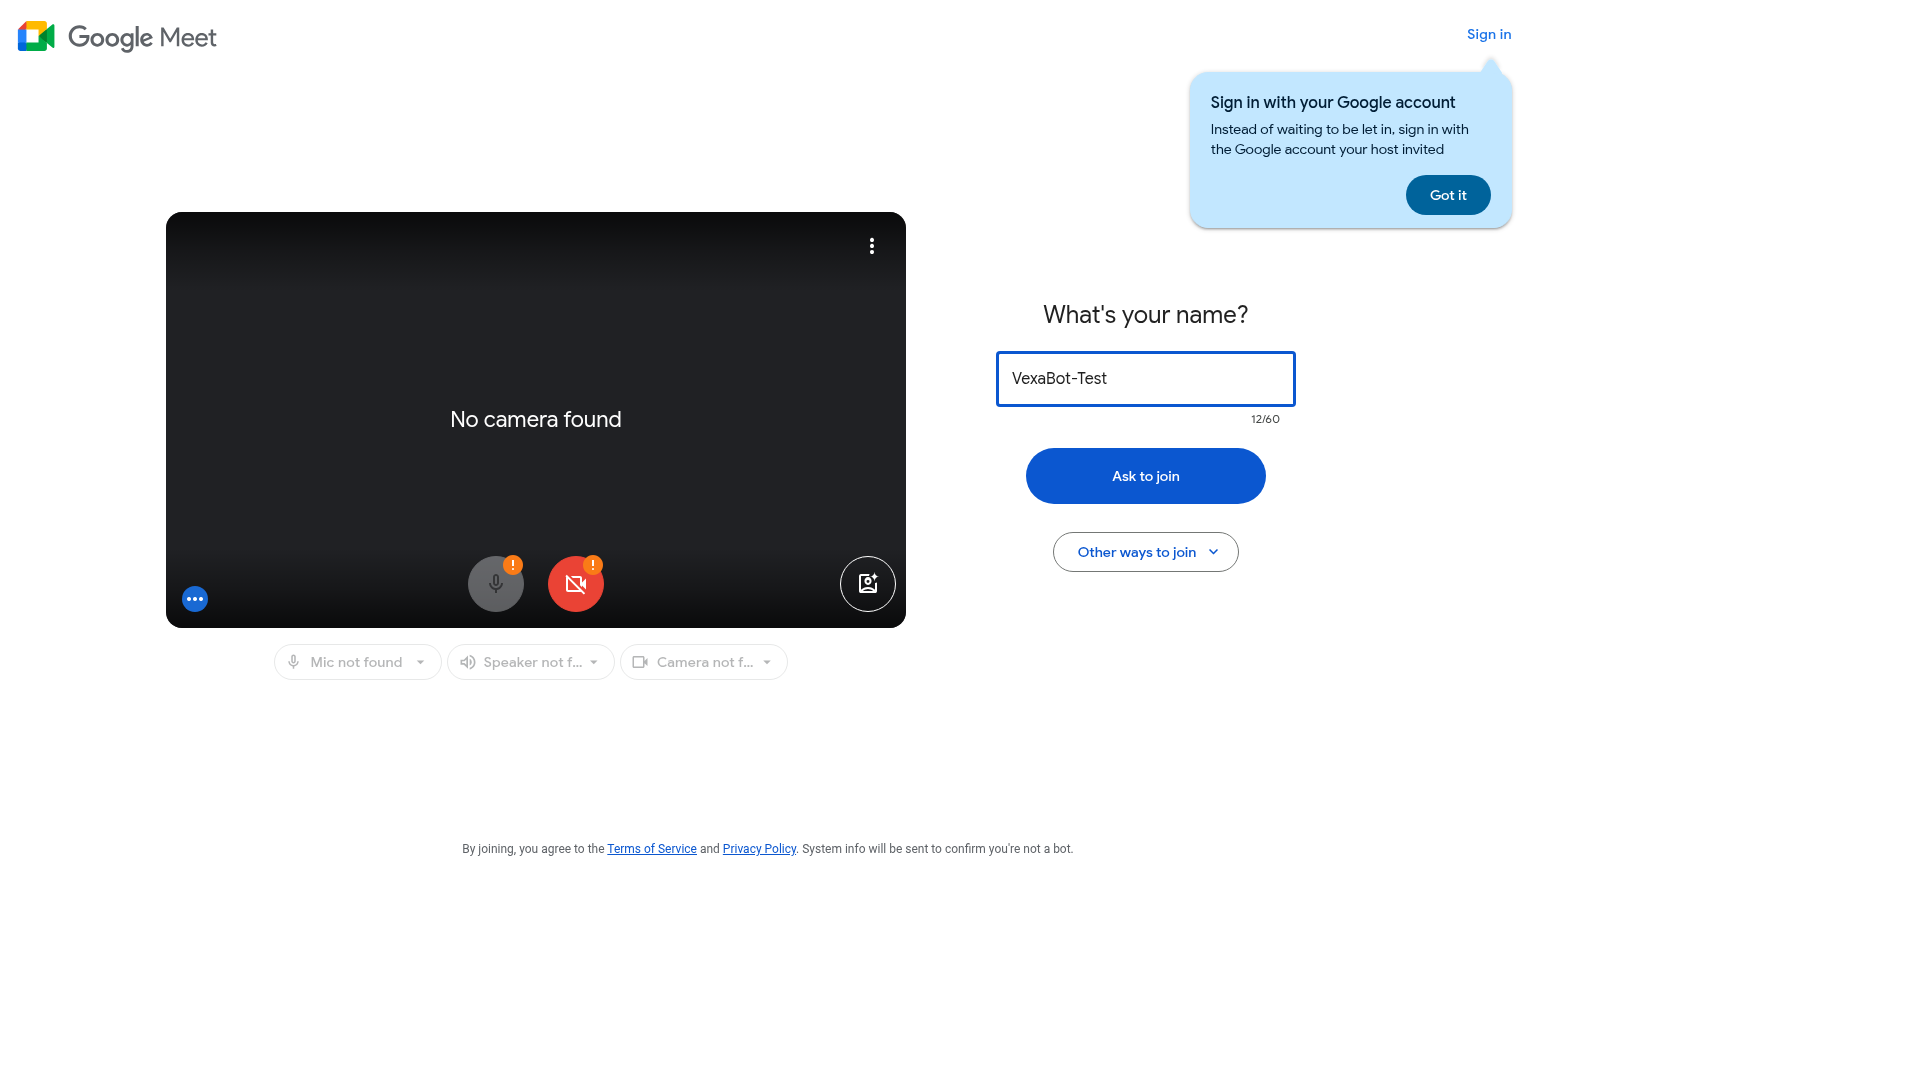 Google Meet
Sign in
Sign in with your Google account
Instead of waiting to be let in, sign in with
the Google account your host invited
Got it
No camera found
What's your name?
VexaBot-Test
12/60
Ask to join
Other ways to join
Mic not found
Speaker not f...
Camera not f...
By joining, you agree to the Terms of Service and Privacy Policy. System info will be sent to confirm you're not a bot.